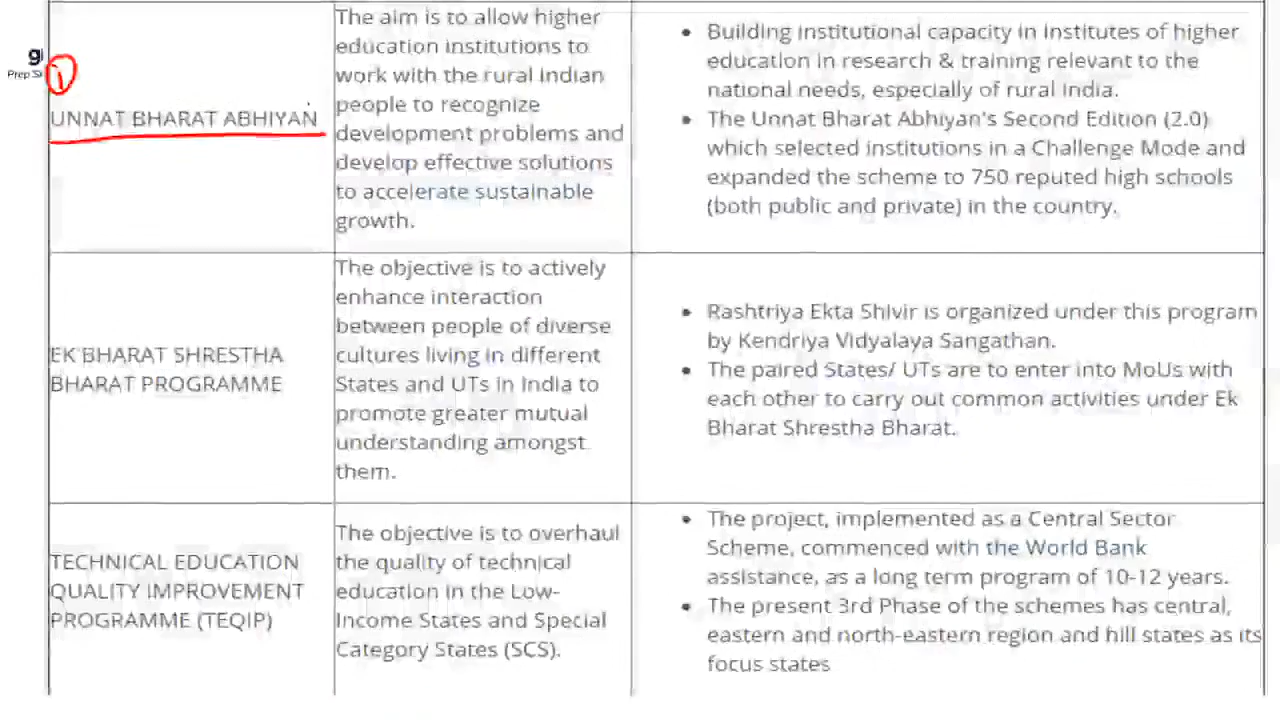 g
Prep S
1
UNNAT BHARAT ABHIYAN
The aim is to allow higher
education institutions to
work with the rural Indian
people to recognize
development problems and
develop effective solutions
to accelerate sustainable
growth.
• Building institutional capacity in Institutes of higher
education in research & training relevant to the
national needs, especially of rural India.
• The Unnat Bharat Abhiyan's Second Edition (2.0)
which selected institutions in a Challenge Mode and
expanded the scheme to 750 reputed high schools
(both public and private) in the country.
EK BHARAT SHRESTHA
BHARAT PROGRAMME
The objective is to actively
enhance interaction
between people of diverse
cultures living in different
States and UTs in India to
promote greater mutual
understanding amongst
them.
• Rashtriya Ekta Shivir is organized under this program
by Kendriya Vidyalaya Sangathan.
• The paired States/ UTs are to enter into MoUs with
each other to carry out common activities under Ek
Bharat Shrestha Bharat.
TECHNICAL EDUCATION
QUALITY IMPROVEMENT
PROGRAMME (TEQIP)
The objective is to overhaul
the quality of technical
education in the Low-
Income States and Special
Category States (SCS).
• The project, implemented as a Central Sector
Scheme, commenced with the World Bank
assistance, as a long term program of 10-12 years.
• The present 3rd Phase of the schemes has central,
eastern and north-eastern region and hill states as its
focus states